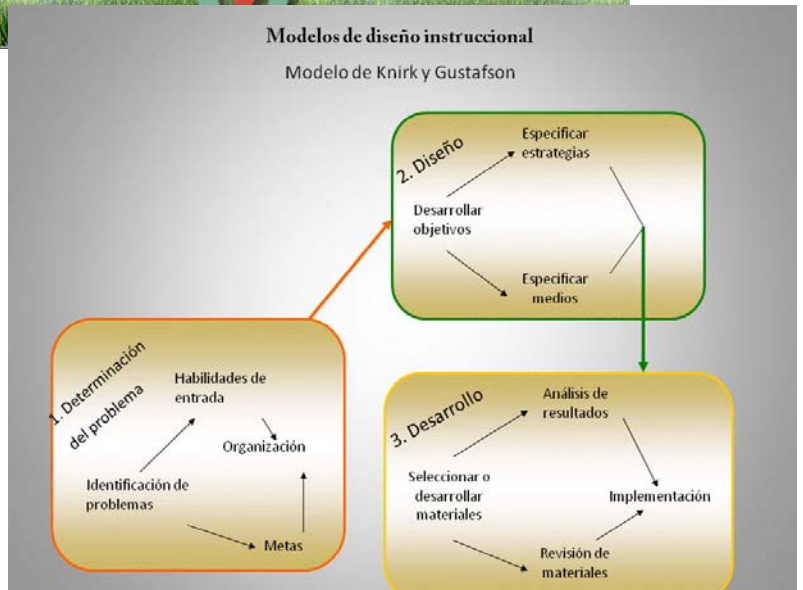 Modelos de diseño instruccional
Modelo de Knirk y Gustafson
1. Determinación
del problema
Habilidades de
entrada
Organización
Identificación de
problemas
Metas
2. Diseño
Especificar
estrategias
Desarrollar
objetivos
Especificar
medios
3. Desarrollo
Análisis de
resultados
Seleccionar o
desarrollar
materiales
Implementación
Revisión de
materiales